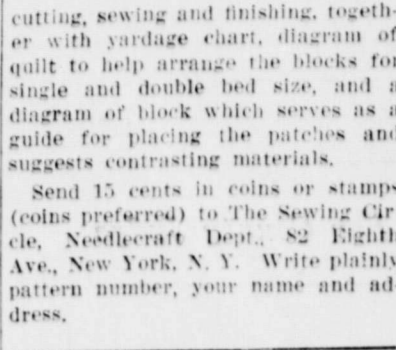 cutting, sewing and finishing, togeth-
er with yardage chart, diagram of
quilt to help arrange the blocks for
single and double bed size, and a
diagram of block which serves as a
guide for placing the patches and
suggests contrasting materials.
Send 15 cents in coins or stamps
(coins preferred) to The Sewing Cir-
cle, Needlecraft Dept., 82 Eighth
Ave., New York, N. Y. Write plainly
pattern number, your name and ad-
dress.